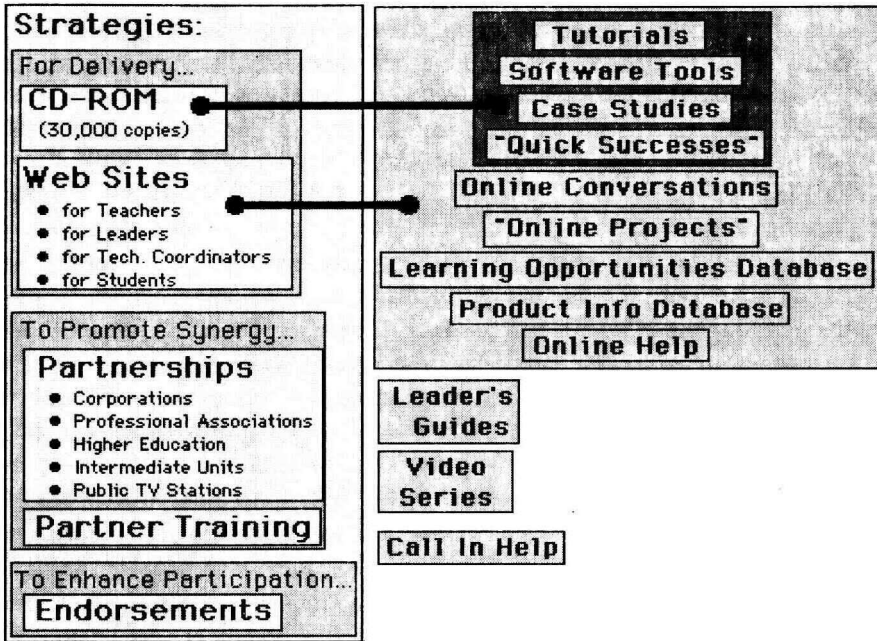 Strategies:
For Delivery...
CD-ROM
(30,000 copies)
Web Sites
● for Teachers
● for Leaders
● for Tech. Coordinators
● for Students
To Promote Synergy...
Partnerships
● Corporations
● Professional Associations
● Higher Education
● Intermediate Units
● Public TV Stations
Partner Training
To Enhance Participation...
Endorsements
Tutorials
Software Tools
Case Studies
"Quick Successes"
Online Conversations
"Online Projects"
Learning Opportunities Database
Product Info Database
Online Help
Leader's
Guides
Video
Series
Call In Help